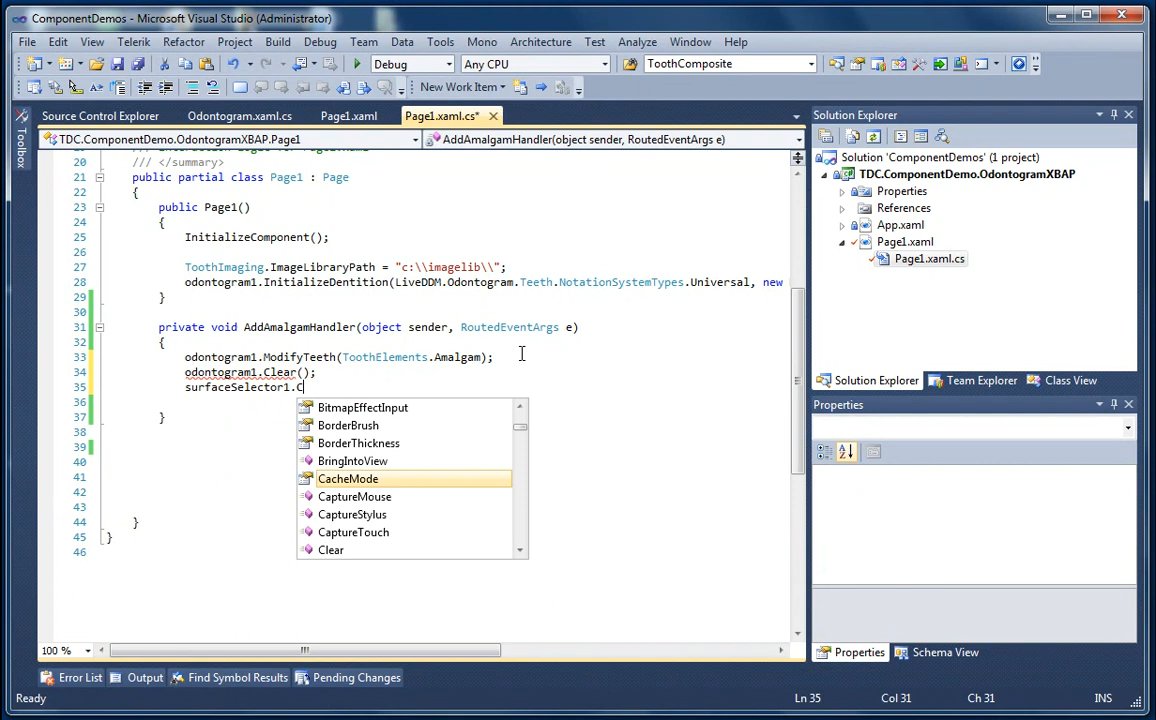 ComponentDemos - Microsoft Visual Studio (Administrator)
File Edit View Telerik Refactor Project Build Debug Team Data Tools Mono Architecture Test Analyze Window Help
Debug Any CPU ToothComposite
New Work Item
Source Control Explorer Odontogram.xaml.cs Page1.xaml Page1.xaml.cs*
TDC.ComponentDemo.OdontogramXBAP.Page1 AddAmalgamHandler(object sender, RoutedEventArgs e)
Toolbox
20 /// </summary>
21 public partial class Page1 : Page
22 {
23 public Page1()
24 {
25 InitializeComponent();
26
27 ToothImaging.ImageLibraryPath = "c:\\imagelib\\";
28 odontogram1.InitializeDentition(LiveDDM.Odontogram.Teeth.NotationSystemTypes.Universal, new
29 }
30
31 private void AddAmalgamHandler(object sender, RoutedEventArgs e)
32 {
33 odontogram1.ModifyTeeth(ToothElements.Amalgam);
34 odontogram1.Clear();
35 surfaceSelector1.C
36
37 }
38
39
40
41
42
43
44 }
45 }
46
BitmapEffectInput
BorderBrush
BorderThickness
BringIntoView
CacheMode
CaptureMouse
CaptureStylus
CaptureTouch
Clear
100 %
Solution Explorer
Solution 'ComponentDemos' (1 project)
TDC.ComponentDemo.OdontogramXBAP
Properties
References
App.xaml
Page1.xaml
Page1.xaml.cs
Solution Explorer Team Explorer Class View
Properties
Properties Schema View
Error List Output Find Symbol Results Pending Changes
Ready Ln 35 Col 31 Ch 31 INS